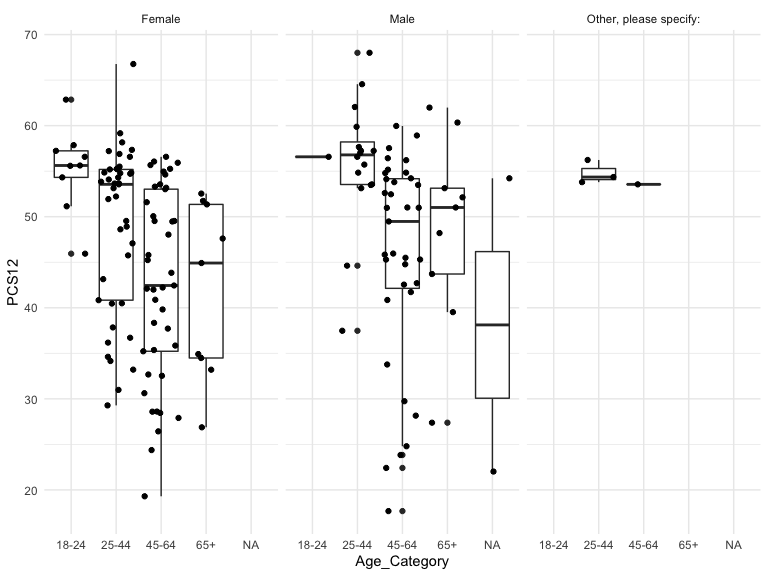 Female Male Other, please specify:
70
60
50
40
30
20
PCS12
18-24 25-44 45-64 65+ NA 18-24 25-44 45-64 65+ NA 18-24 25-44 45-64 65+ NA
Age_Category